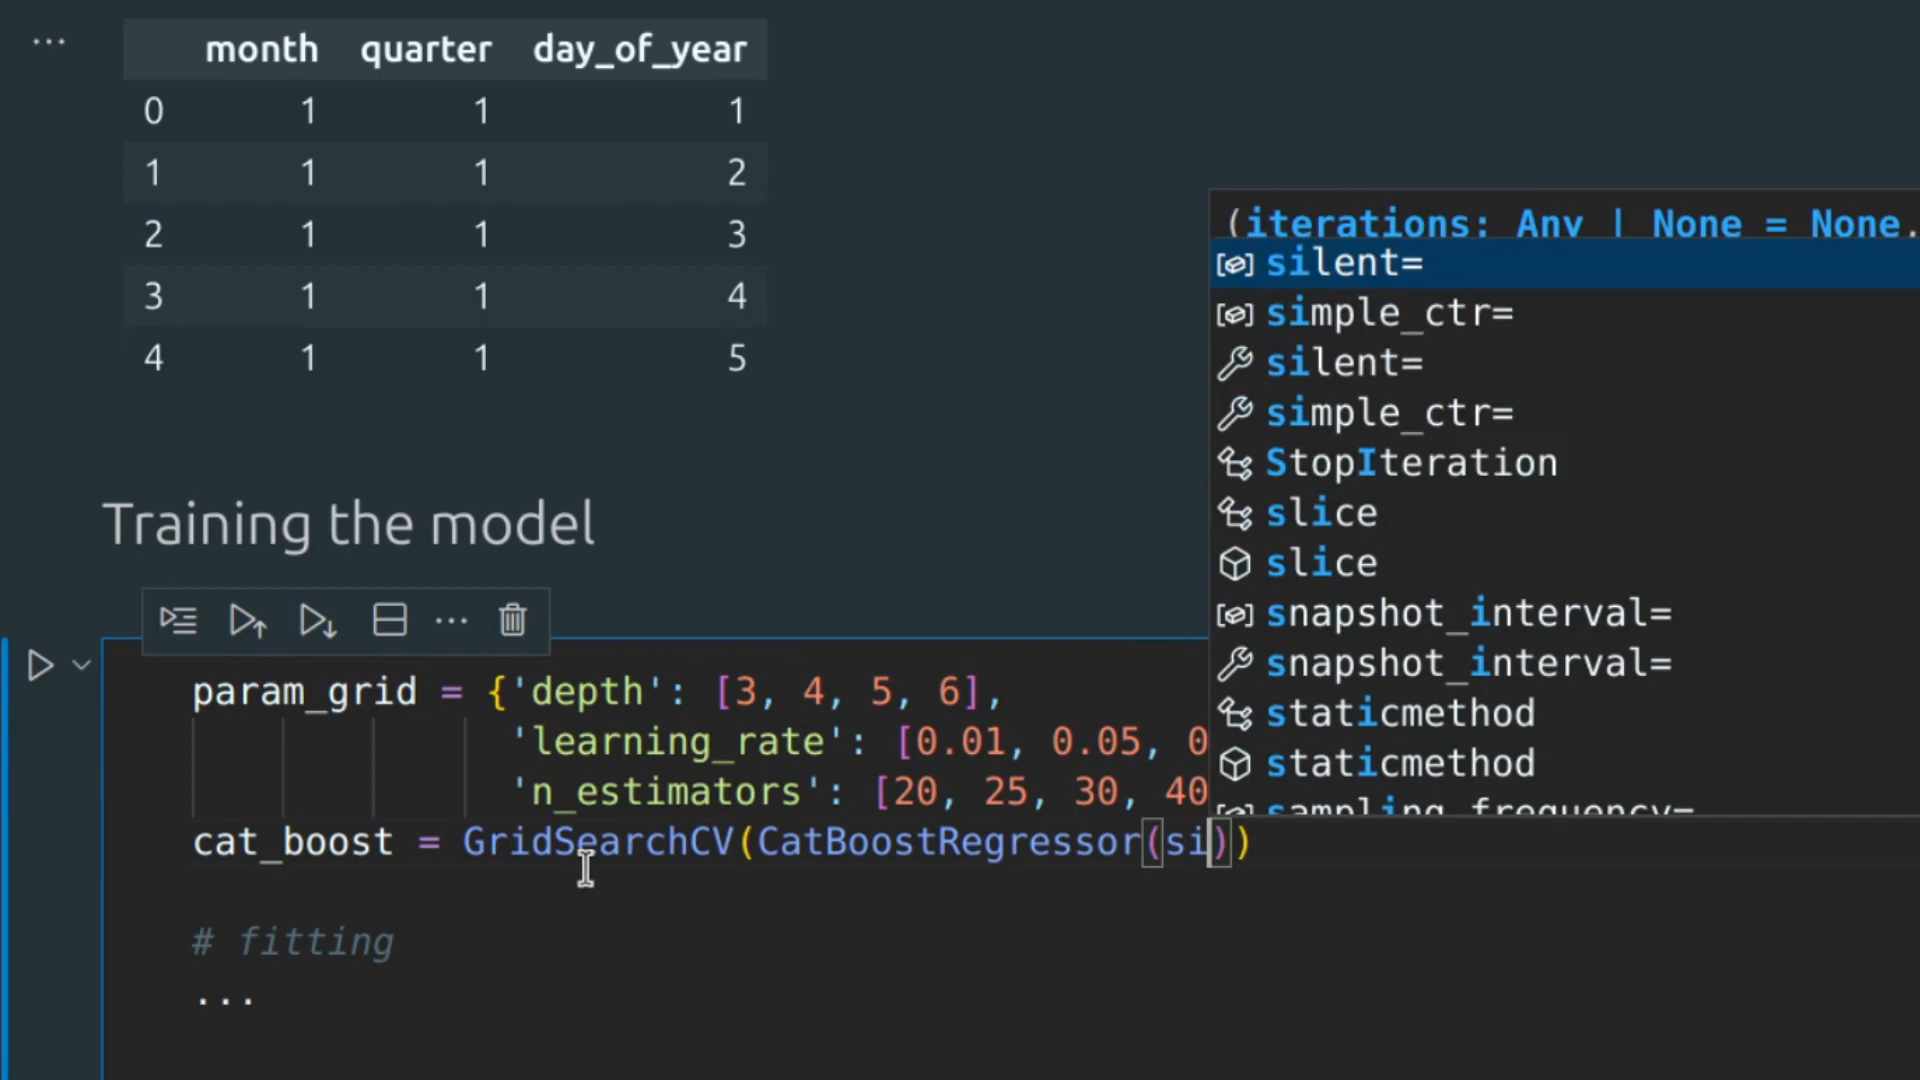 ...
month quarter day_of_year
0 1 1 1
1 1 1 2
2 1 1 3
3 1 1 4
4 1 1 5
(iterations: Any | None = None,
silent=
simple_ctr=
silent=
simple_ctr=
StopIteration
slice
slice
snapshot_interval=
snapshot_interval=
staticmethod
staticmethod
sampling_frequency=
Training the model
...
param_grid = {'depth': [3, 4, 5, 6],
'learning_rate': [0.01, 0.05, 0
'n_estimators': [20, 25, 30, 40
cat_boost = GridSearchCV(CatBoostRegressor(si))
# fitting
...